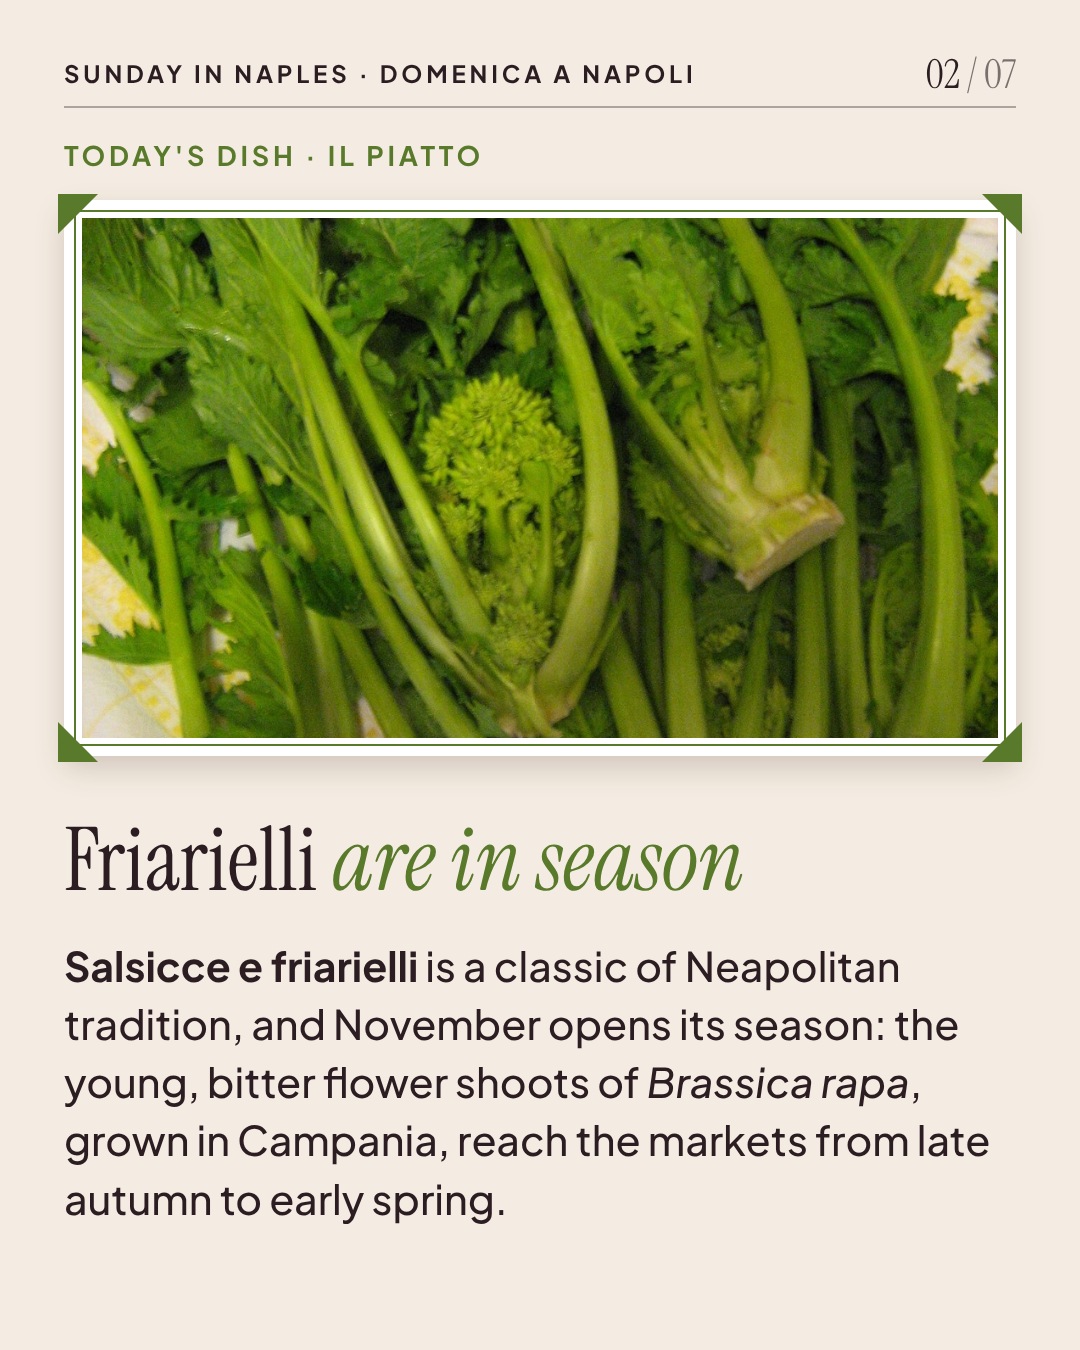 SUNDAY IN NAPLES · DOMENICA A NAPOLI
02 / 07
TODAY'S DISH · IL PIATTO
Friarielli are in season
Salsicce e friarielli is a classic of Neapolitan
tradition, and November opens its season: the
young, bitter flower shoots of Brassica rapa,
grown in Campania, reach the markets from late
autumn to early spring.